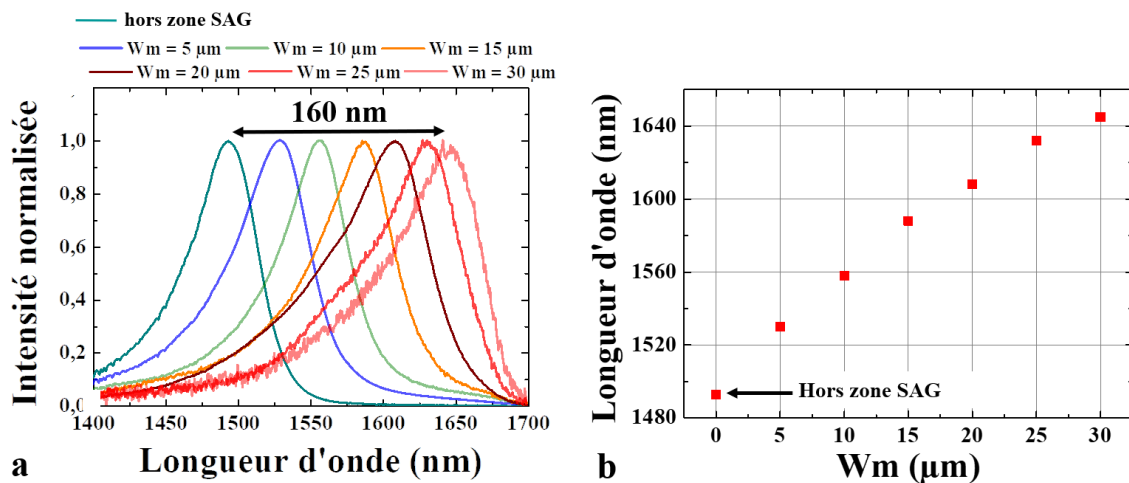 hors zone SAG
Wm = 5 µm Wm = 10 µm Wm = 15 µm
Wm = 20 µm Wm = 25 µm Wm = 30 µm
160 nm
Intensité normalisée
1,0
0,8
0,6
0,4
0,2
0,0
1400 1450 1500 1550 1600 1650 1700
Longueur d'onde (nm)
a
Longueur d'onde (nm)
1640
1600
1560
1520
1480
Hors zone SAG
0 5 10 15 20 25 30
Wm (µm)
b